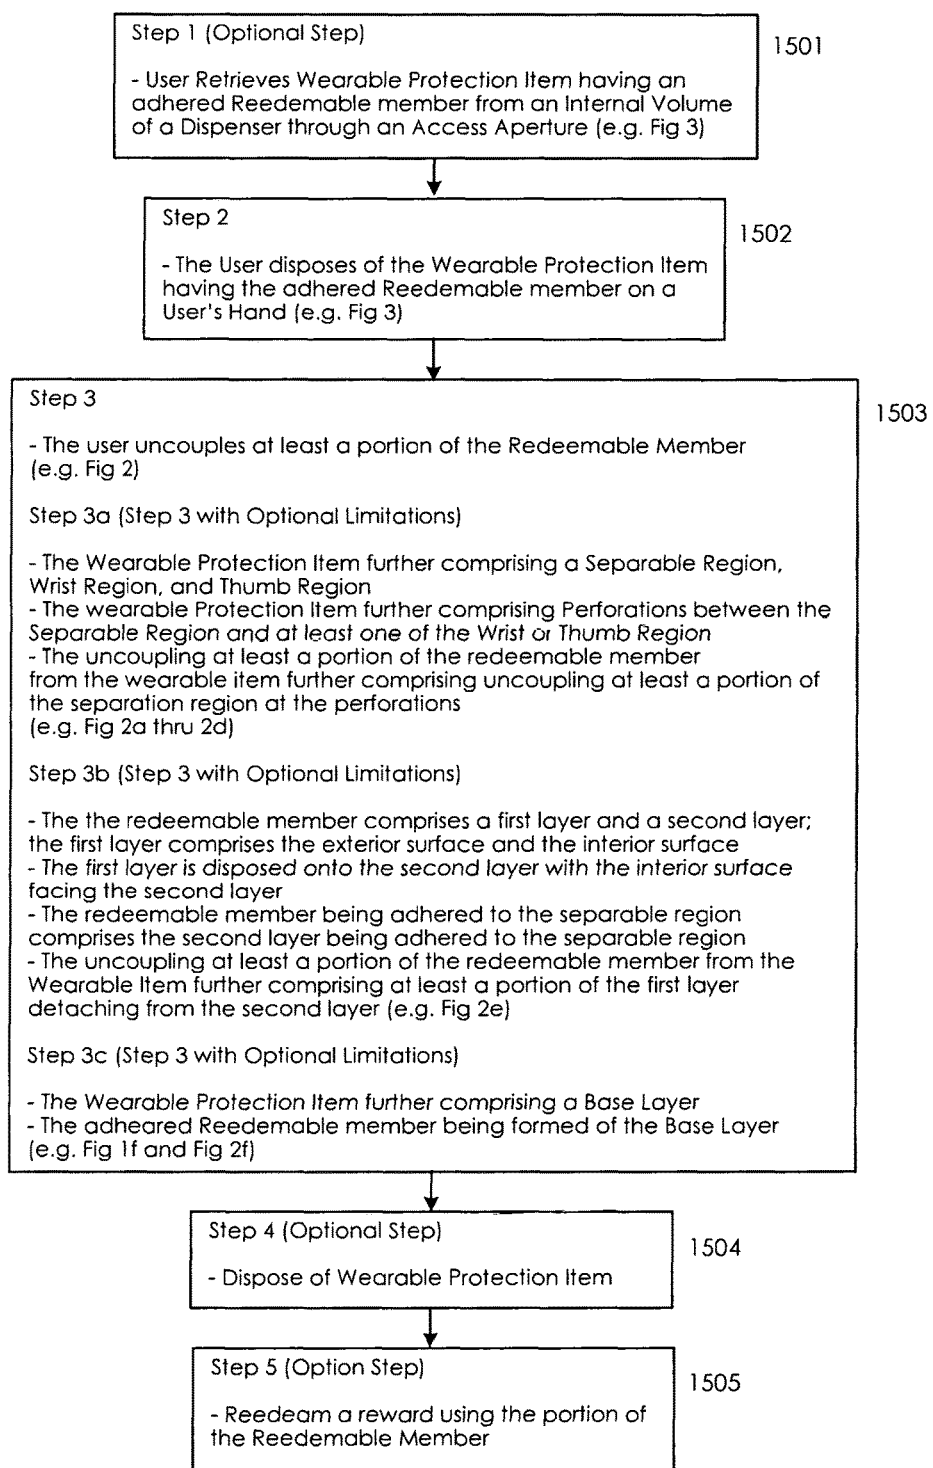 Step 1 (Optional Step)
1501
- User Retrieves Wearable Protection Item having an
adhered Reedemable member from an Internal Volume
of a Dispenser through an Access Aperture (e.g. Fig 3)
Step 2
1502
- The User disposes of the Wearable Protection Item
having the adhered Reedemable member on a
User's Hand (e.g. Fig 3)
Step 3
1503
- The user uncouples at least a portion of the Redeemable Member
(e.g. Fig 2)
Step 3a (Step 3 with Optional Limitations)
- The Wearable Protection Item further comprising a Separable Region,
Wrist Region, and Thumb Region
- The wearable Protection Item further comprising Perforations between the
Separable Region and at least one of the Wrist or Thumb Region
- The uncoupling at least a portion of the redeemable member
from the wearable item further comprising uncoupling at least a portion of
the separation region at the perforations
(e.g. Fig 2a thru 2d)
Step 3b (Step 3 with Optional Limitations)
- The the redeemable member comprises a first layer and a second layer;
the first layer comprises the exterior surface and the interior surface
- The first layer is disposed onto the second layer with the interior surface
facing the second layer
- The redeemable member being adhered to the separable region
comprises the second layer being adhered to the separable region
- The uncoupling at least a portion of the redeemable member from the
Wearable Item further comprising at least a portion of the first layer
detaching from the second layer (e.g. Fig 2e)
Step 3c (Step 3 with Optional Limitations)
- The Wearable Protection Item further comprising a Base Layer
- The adheared Reedemable member being formed of the Base Layer
(e.g. Fig 1f and Fig 2f)
Step 4 (Optional Step)
1504
- Dispose of Wearable Protection Item
Step 5 (Option Step)
1505
- Reedeam a reward using the portion of
the Reedemable Member